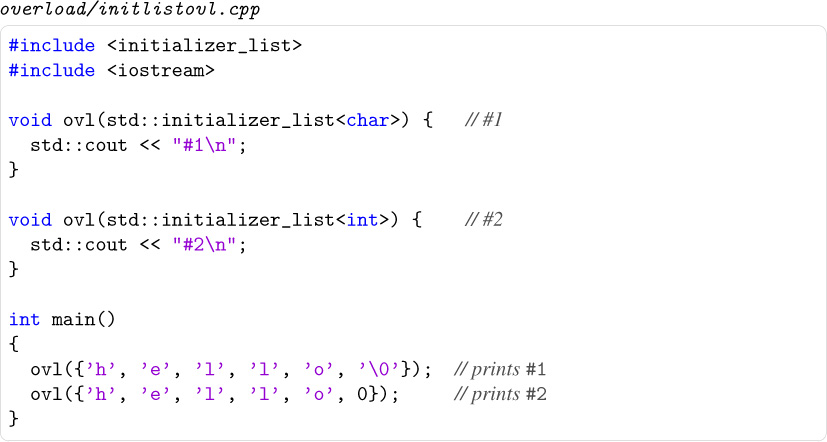 overload/initlistovl.cpp
#include <initializer_list>
#include <iostream>
void ovl(std::initializer_list<char>) { // #1
std::cout << "#1\n";
}
void ovl(std::initializer_list<int>) { // #2
std::cout << "#2\n";
}
int main()
{
ovl({’h’, ’e’, ’l’, ’l’, ’o’, ’\0’}); // prints #1
ovl({’h’, ’e’, ’l’, ’l’, ’o’, 0}); // prints #2
}